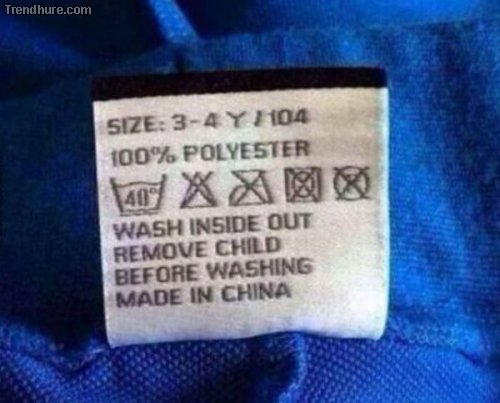 Trendhure.com
SIZE: 3-4 Y / 104
100% POLYESTER
40°
WASH INSIDE OUT
REMOVE CHILD
BEFORE WASHING
MADE IN CHINA